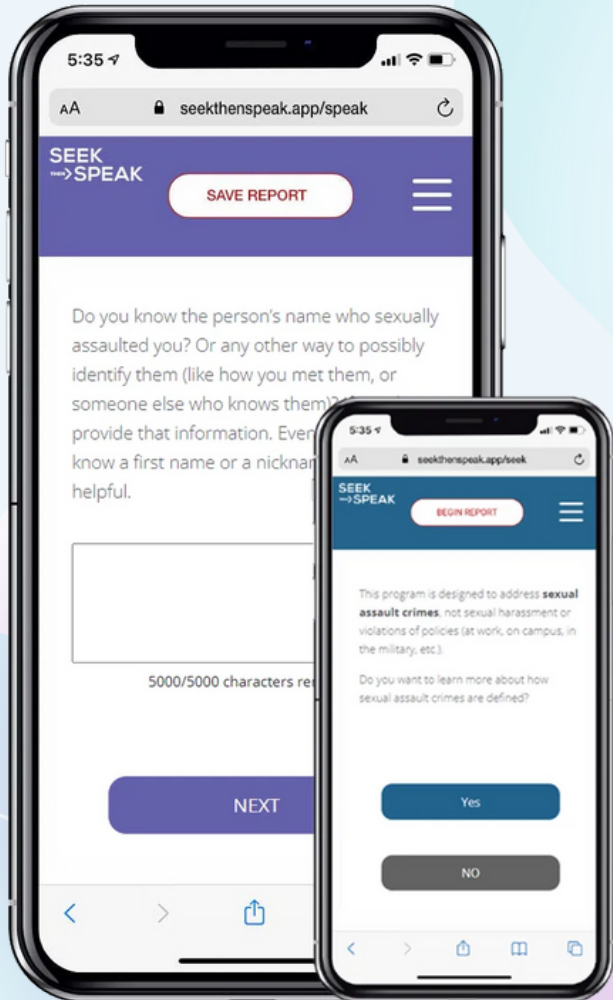 5:35
AA seekthenspeak.app/speak
SEEK
THEN SPEAK
SAVE REPORT
Do you know the person's name who sexually
assaulted you? Or any other way to possibly
identify them (like how you met them, or
someone else who knows them)?
provide that information. Even
know a first name or a nicknam
helpful.
5000/5000 characters re
NEXT
5:35
AA seekthenspeak.app/seek
SEEK
SPEAK
BEGIN REPORT
This program is designed to address sexual
assault crimes, not sexual harassment or
violations of policies (at work, on campus, in
the military, etc.).
Do you want to learn more about how
sexual assault crimes are defined?
Yes
NO